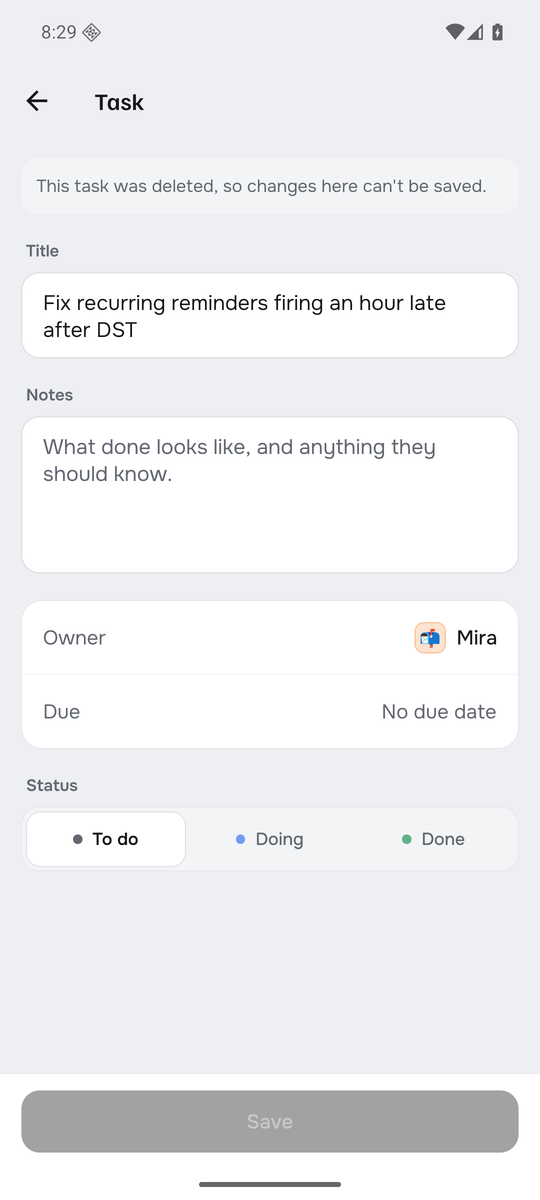 8:29
Task
This task was deleted, so changes here can't be saved.
Title
Fix recurring reminders firing an hour late
after DST
Notes
What done looks like, and anything they
should know.
Owner
Mira
Due
No due date
Status
To do
Doing
Done
Save